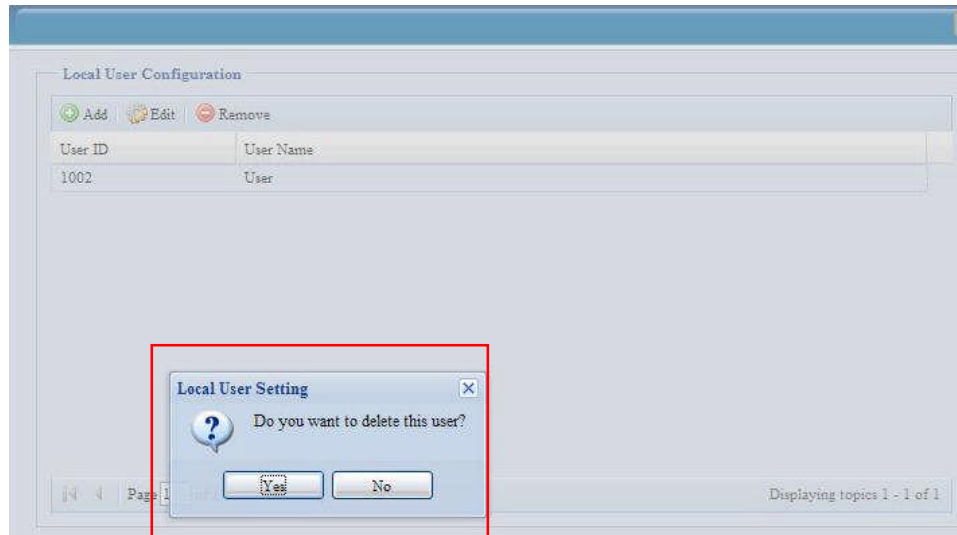 Local User Configuration
Add Edit Remove
User ID User Name
1002 User
Local User Setting
Do you want to delete this user?
Yes No
Page 1 Displaying topics 1 - 1 of 1